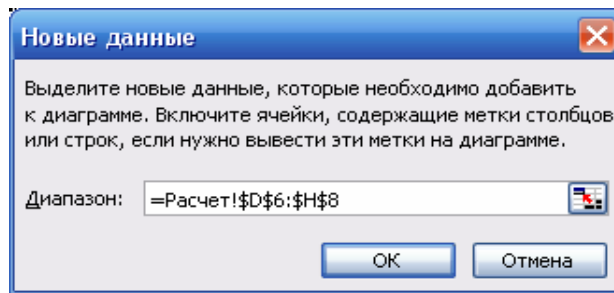 Новые данные
Выделите новые данные, которые необходимо добавить
к диаграмме. Включите ячейки, содержащие метки столбцов
или строк, если нужно вывести эти метки на диаграмме.
Диапазон: =Расчет!$D$6:$H$8
ОК Отмена